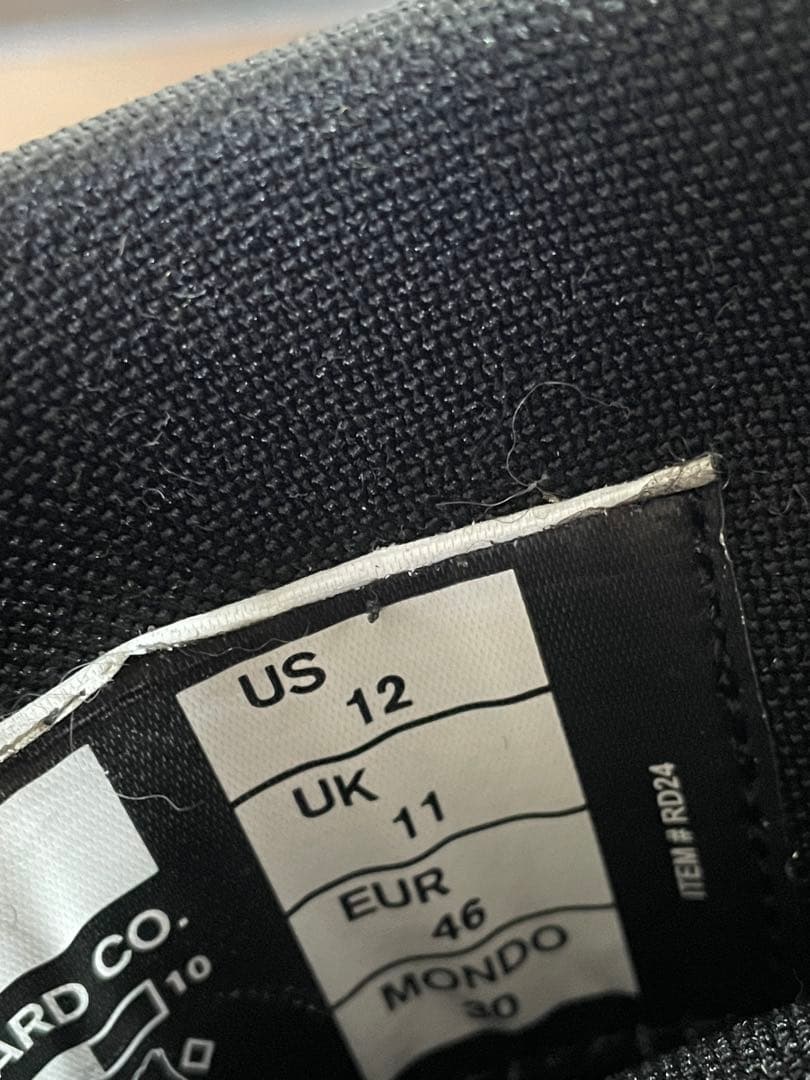 US
12
UK
11
EUR
46
MONDO
30
ITEM # RD24
ARD CO.
10